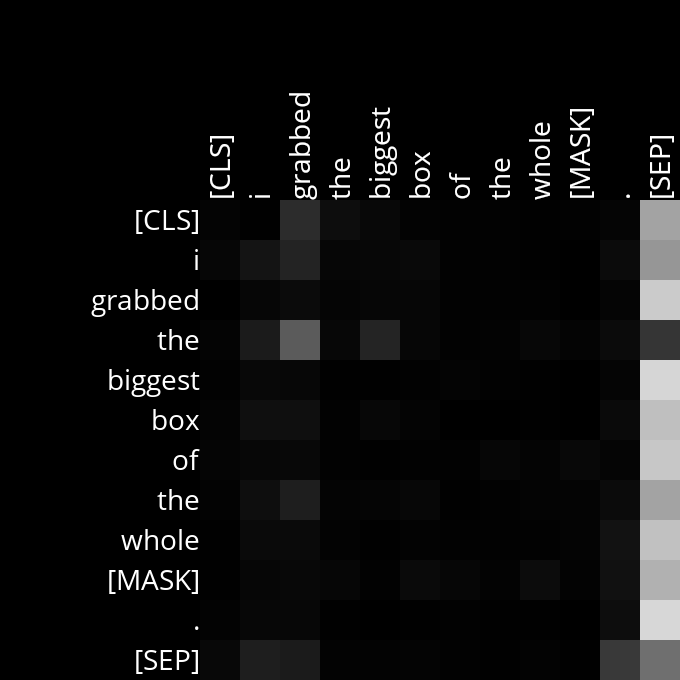 [CLS] i grabbed the biggest box of the whole [MASK] . [SEP]
[CLS]
i
grabbed
the
biggest
box
of
the
whole
[MASK]
.
[SEP]